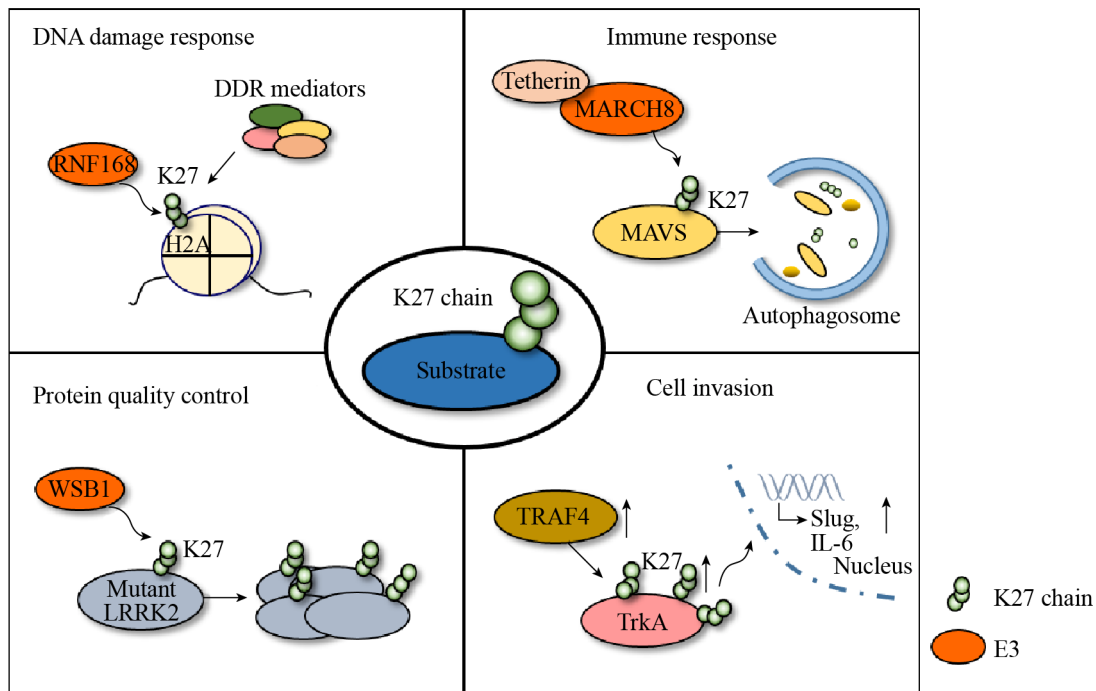 DNA damage response
DDR mediators
RNF168
K27
H2A
Immune response
Tetherin
MARCH8
K27
MAVS
Autophagosome
K27 chain
Substrate
Protein quality control
WSB1
K27
Mutant
LRRK2
Cell invasion
TRAF4
K27
TrkA
Slug,
IL-6
Nucleus
K27 chain
E3